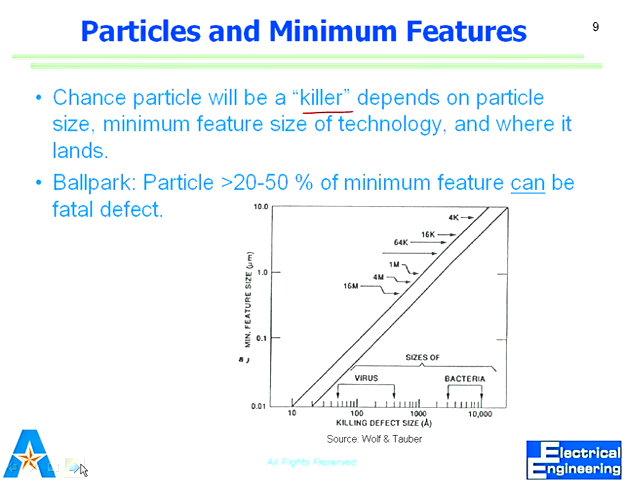 Particles and Minimum Features
9
• Chance particle will be a “killer” depends on particle
size, minimum feature size of technology, and where it
lands.
• Ballpark: Particle >20-50 % of minimum feature can be
fatal defect.
10.0
1.0
0.1
0.01
MIN. FEATURE SIZE (μm)
a)
4K
16K
64K
1M
4M
16M
SIZES OF
VIRUS
BACTERIA
10
100
1000
10,000
KILLING DEFECT SIZE (Å)
Source: Wolf & Tauber
All Rights Reserved
Electrical
Engineering